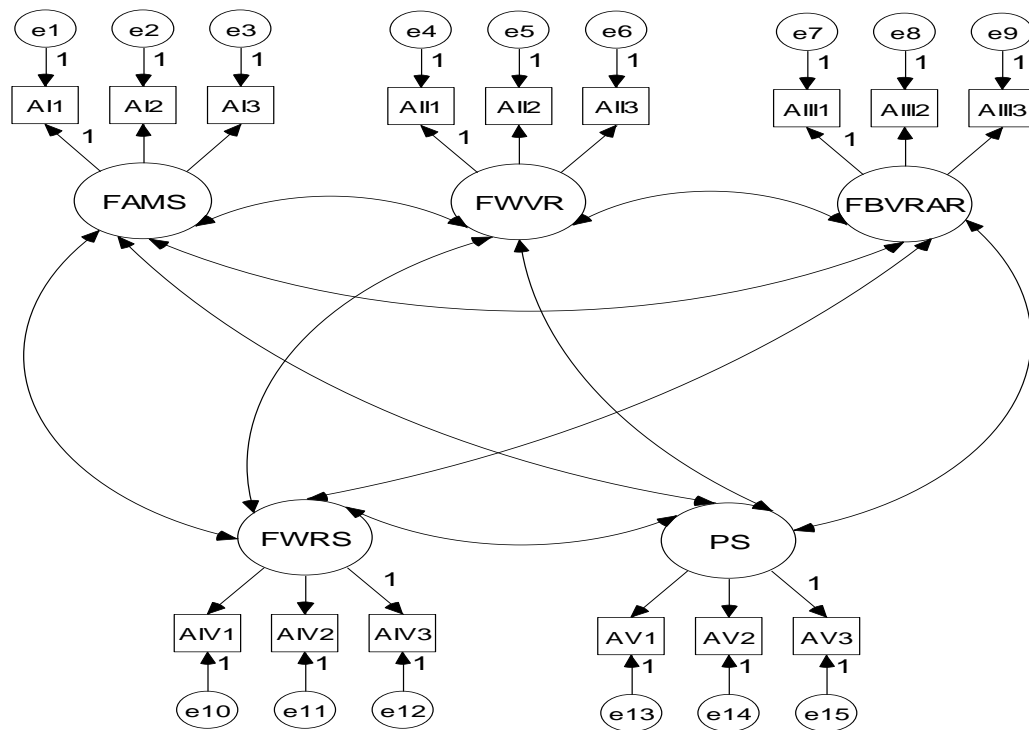 e1 e2 e3 e4 e5 e6 e7 e8 e9
1 1 1 1 1 1 1 1 1
AI1 AI2 AI3 AII1 AII2 AII3 AIII1 AIII2 AIII3
1 1 1
FAMS FWVR FBVRAR
FWRS PS
1 1
AIV1 AIV2 AIV3 AV1 AV2 AV3
1 1 1 1 1 1
e10 e11 e12 e13 e14 e15